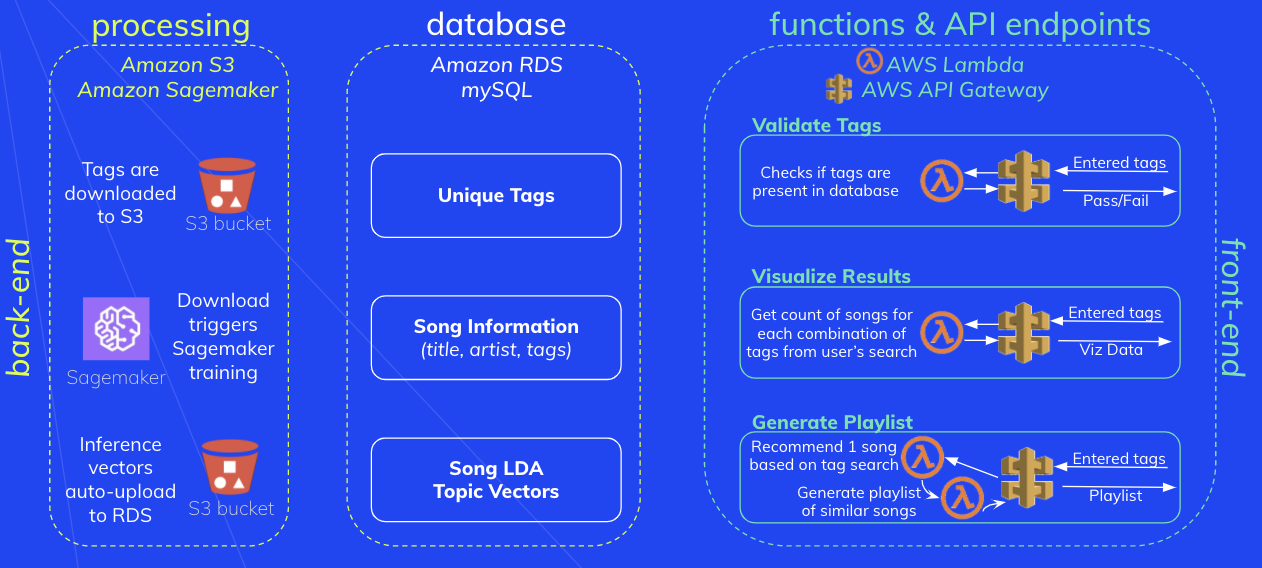 processing
Amazon S3
Amazon Sagemaker
Tags are
downloaded
to S3
S3 bucket
Download
triggers
Sagemaker
training
Sagemaker
Inference
vectors
auto-upload
to RDS
S3 bucket
back-end
database
Amazon RDS
mySQL
Unique Tags
Song Information
(title, artist, tags)
Song LDA
Topic Vectors
functions & API endpoints
AWS Lambda
AWS API Gateway
Validate Tags
Checks if tags are
present in database
Entered tags
Pass/Fail
Visualize Results
Get count of songs for
each combination of
tags from user's search
Entered tags
Viz Data
Generate Playlist
Recommend 1 song
based on tag search
Generate playlist
of similar songs
Entered tags
Playlist
front-end